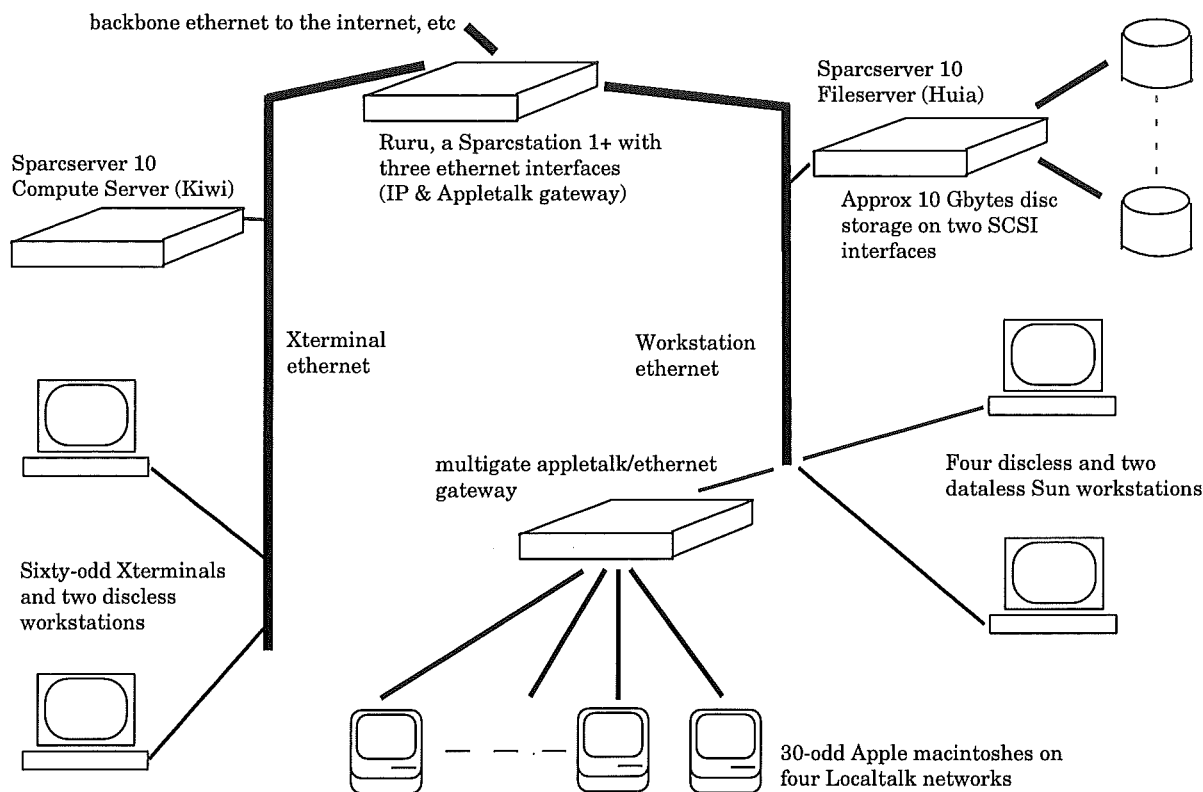 backbone ethernet to the internet, etc
Sparcserver 10
Fileserver (Huia)
Ruru, a Sparcstation 1+ with
three ethernet interfaces
(IP & Appletalk gateway)
Sparcserver 10
Compute Server (Kiwi)
Approx 10 Gbytes disc
storage on two SCSI
interfaces
Xterminal
ethernet
Workstation
ethernet
multigate appletalk/ethernet
gateway
Four discless and two
dataless Sun workstations
Sixty-odd Xterminals
and two discless
workstations
30-odd Apple macintoshes on
four Localtalk networks